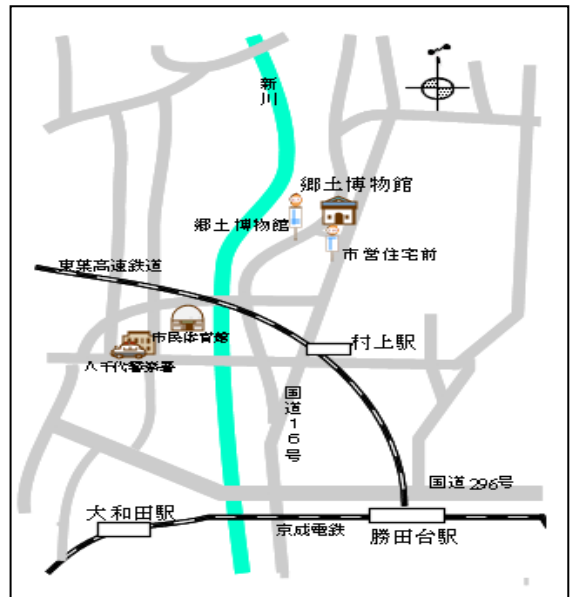 新川
郷土博物館
郷土博物館
市営住宅前
東葉高速鉄道
市民体育館
村上駅
八千代警察署
国道16号
国道296号
大和田駅
京成電鉄
勝田台駅